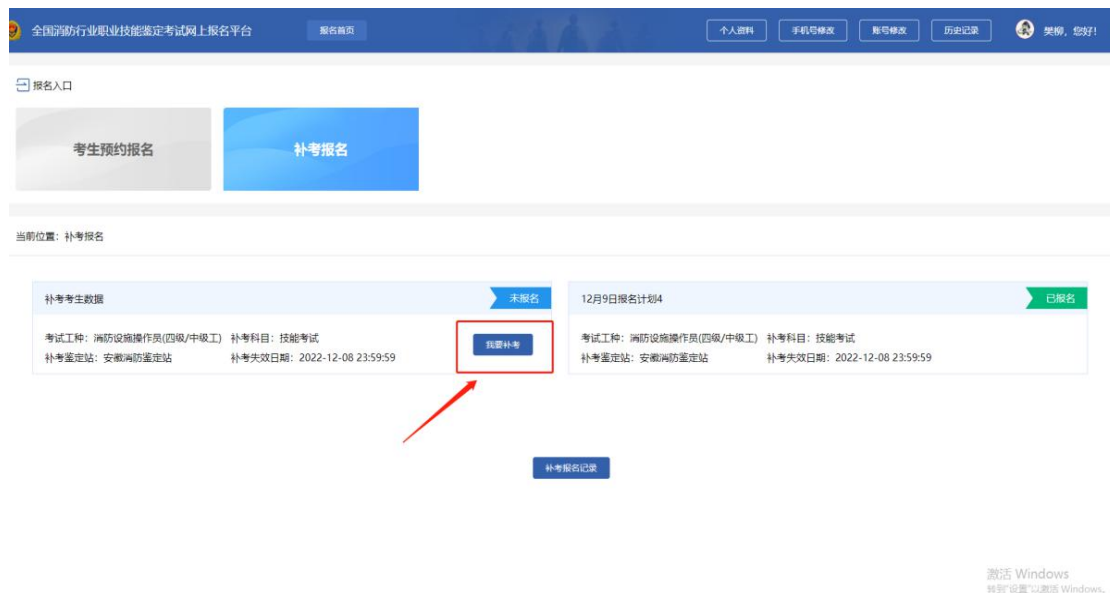 全国消防行业职业技能鉴定考试网上报名平台 报名首页 个人资料 手机号修改 账号修改 历史记录 樊柳，您好！
报名入口
考生预约报名 补考报名
当前位置：补考报名
补考考生数据 未报名 12月9日报名计划4 已报名
考试工种：消防设施操作员(四级/中级工) 补考科目：技能考试 我要补考 考试工种：消防设施操作员(四级/中级工) 补考科目：技能考试
补考鉴定站：安徽消防鉴定站 补考失效日期：2022-12-08 23:59:59 补考鉴定站：安徽消防鉴定站 补考失效日期：2022-12-08 23:59:59
补考报名记录
激活 Windows
转到"设置"以激活 Windows。